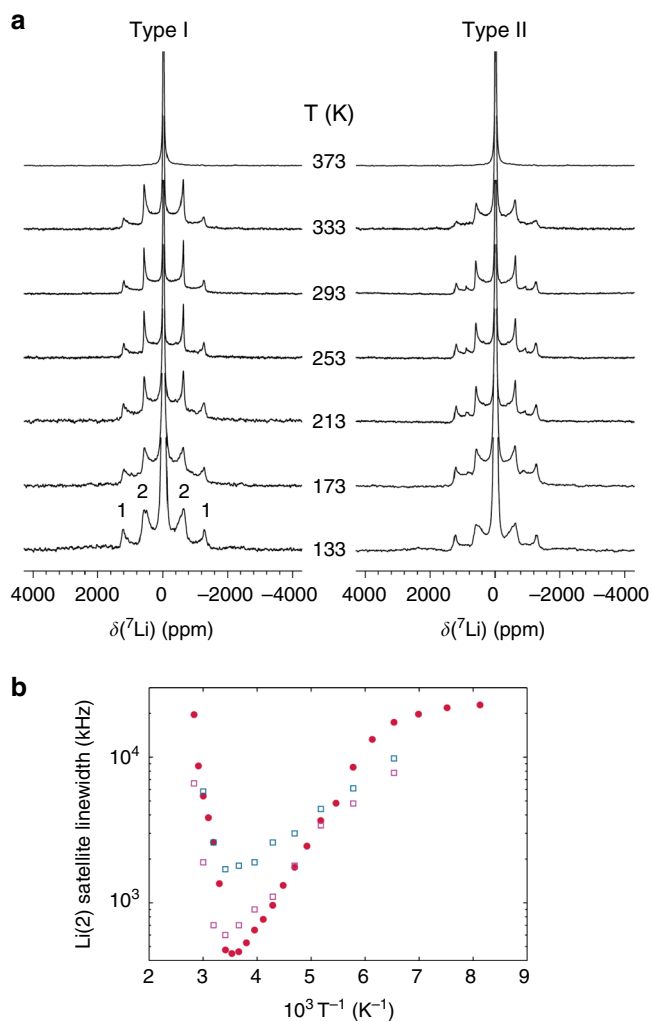 a
Type I Type II
T (K)
373
333
293
253
213
173
1 2 2 1
133
4000 2000 0 −2000 −4000 4000 2000 0 −2000 −4000
δ(⁷Li) (ppm) δ(⁷Li) (ppm)
b
Li(2) satellite linewidth (kHz)
10⁴
10³
2 3 4 5 6 7 8 9
10³ T⁻¹ (K⁻¹)